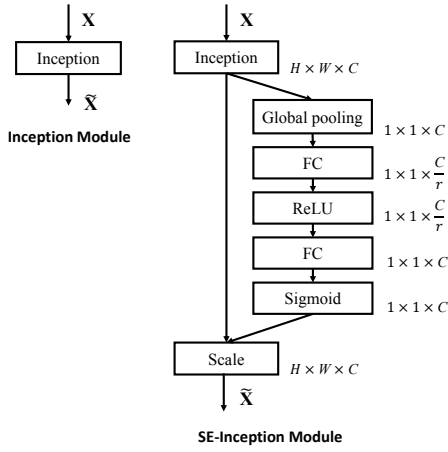 X
Inception
X̃
Inception Module
X
Inception
H × W × C
Global pooling
1 × 1 × C
FC
1 × 1 × C/r
ReLU
1 × 1 × C/r
FC
1 × 1 × C
Sigmoid
1 × 1 × C
Scale
H × W × C
X̃
SE-Inception Module